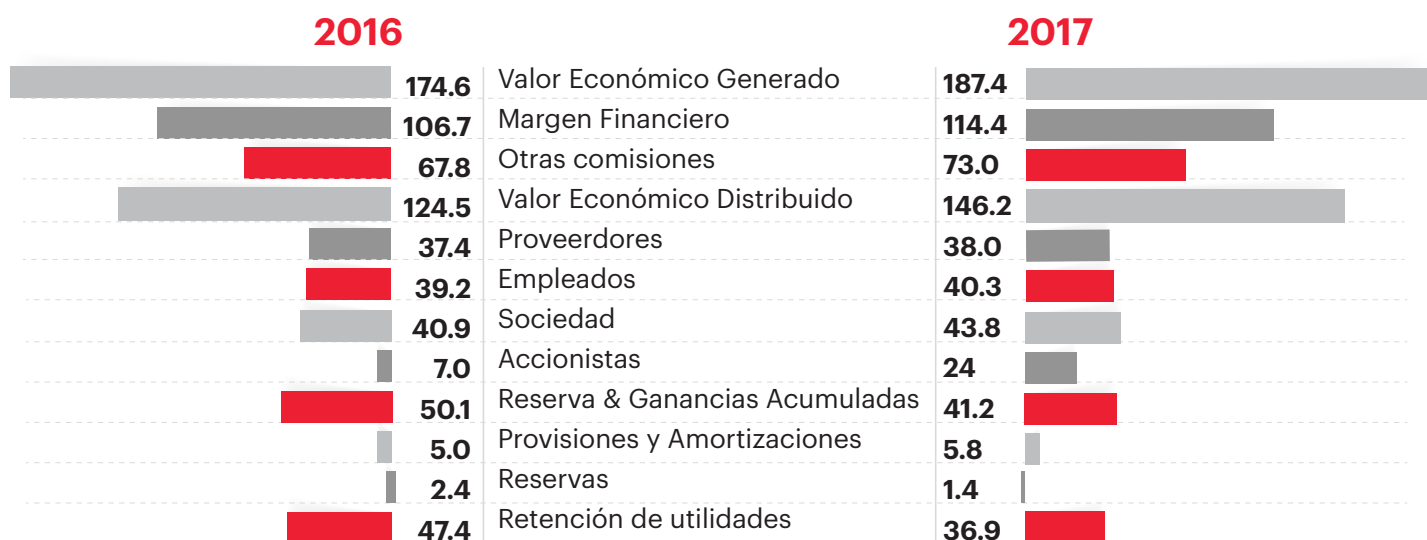 2016 2017
174.6 Valor Económico Generado 187.4
106.7 Margen Financiero 114.4
67.8 Otras comisiones 73.0
124.5 Valor Económico Distribuido 146.2
37.4 Proveerdores 38.0
39.2 Empleados 40.3
40.9 Sociedad 43.8
7.0 Accionistas 24
50.1 Reserva & Ganancias Acumuladas 41.2
5.0 Provisiones y Amortizaciones 5.8
2.4 Reservas 1.4
47.4 Retención de utilidades 36.9